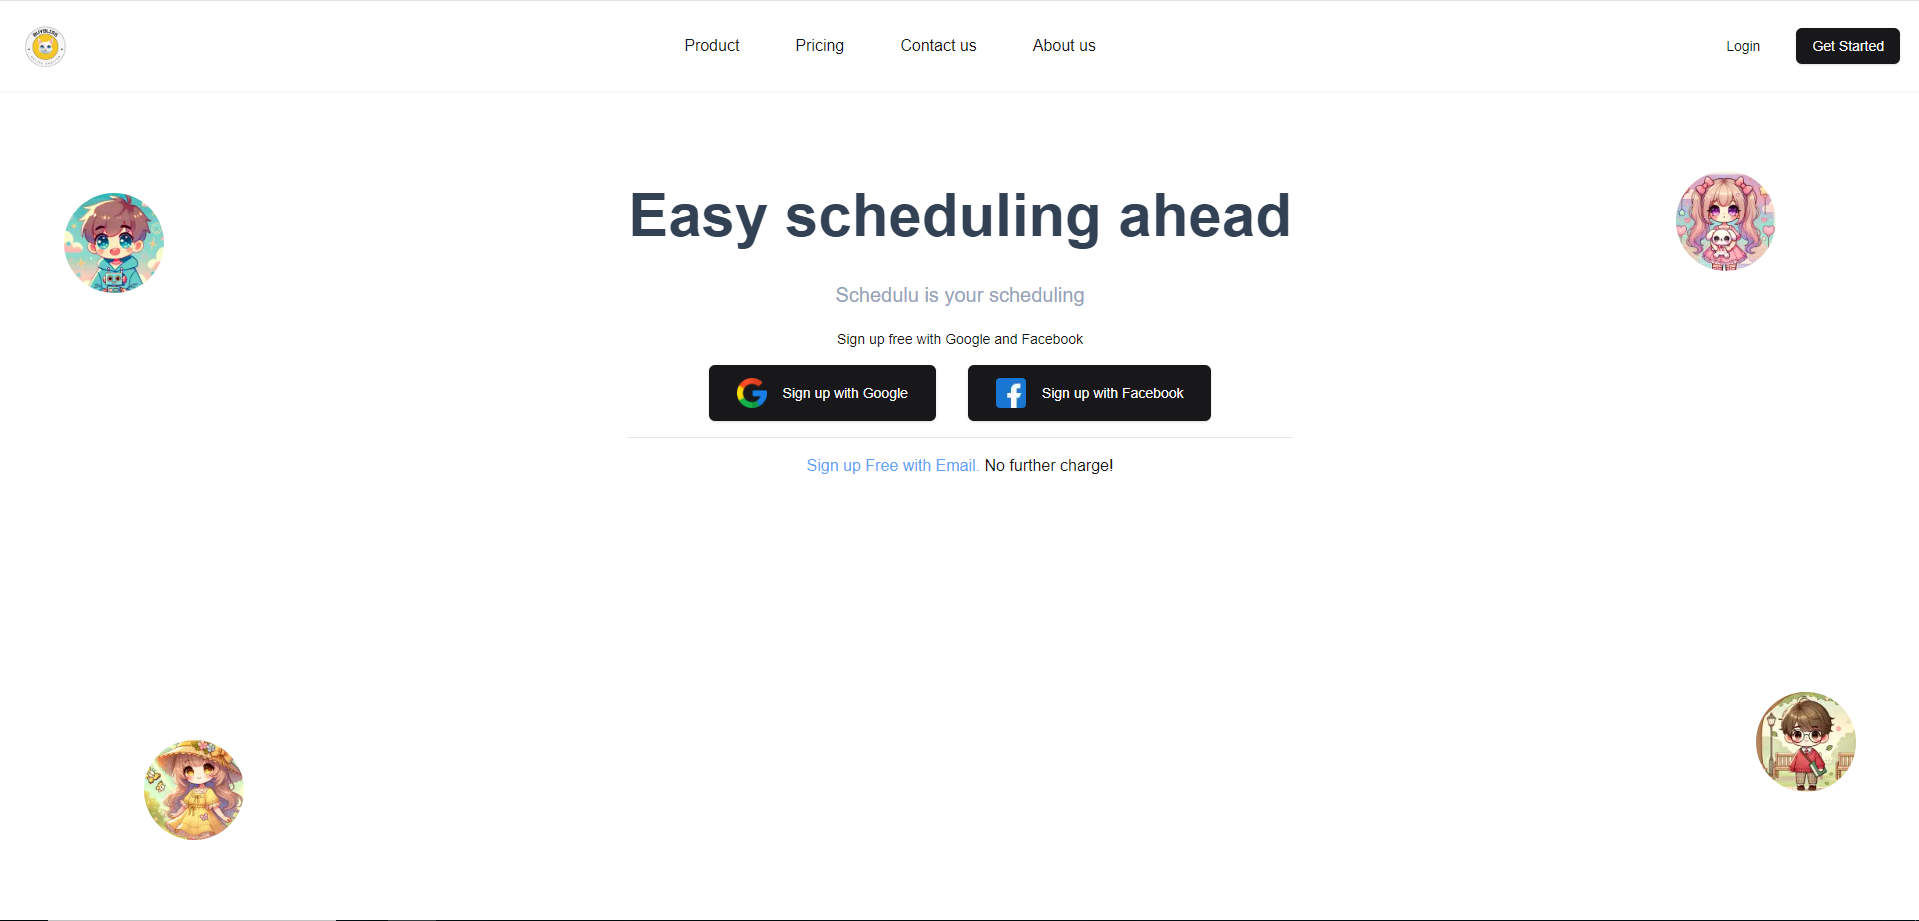 BUYBLISS
Product
Pricing
Contact us
About us
Login
Get Started
Easy scheduling ahead
Schedulu is your scheduling
Sign up free with Google and Facebook
Sign up with Google
Sign up with Facebook
Sign up Free with Email. No further charge!